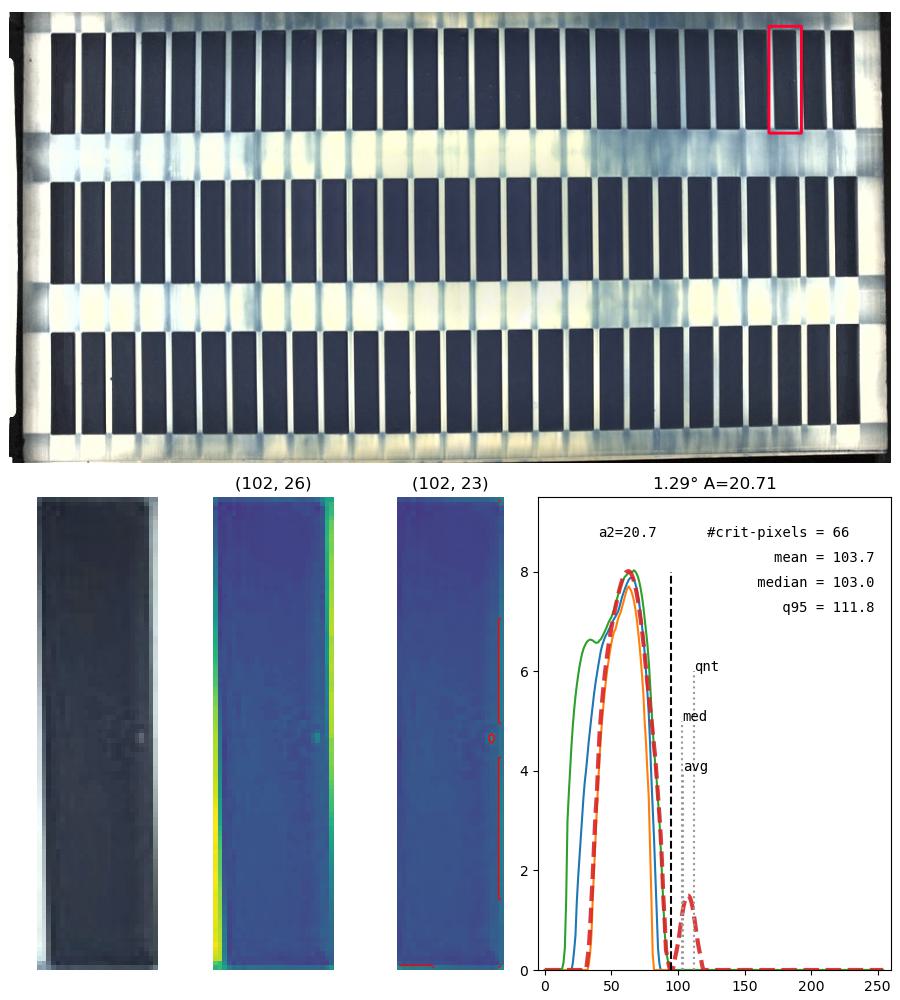 (102, 26)
(102, 23)
1.29° A=20.71
a2=20.7
#crit-pixels = 66
mean = 103.7
median = 103.0
q95 = 111.8
qnt
med
avg
8
6
4
2
0
0 50 100 150 200 250